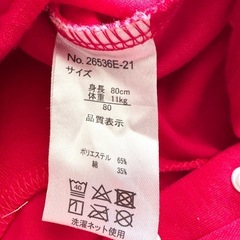 No. 26536E-21
サイズ
身長 80cm
体重 11kg
80
品質表示
ポリエステル 65%
綿 35%
40
洗濯ネット使用